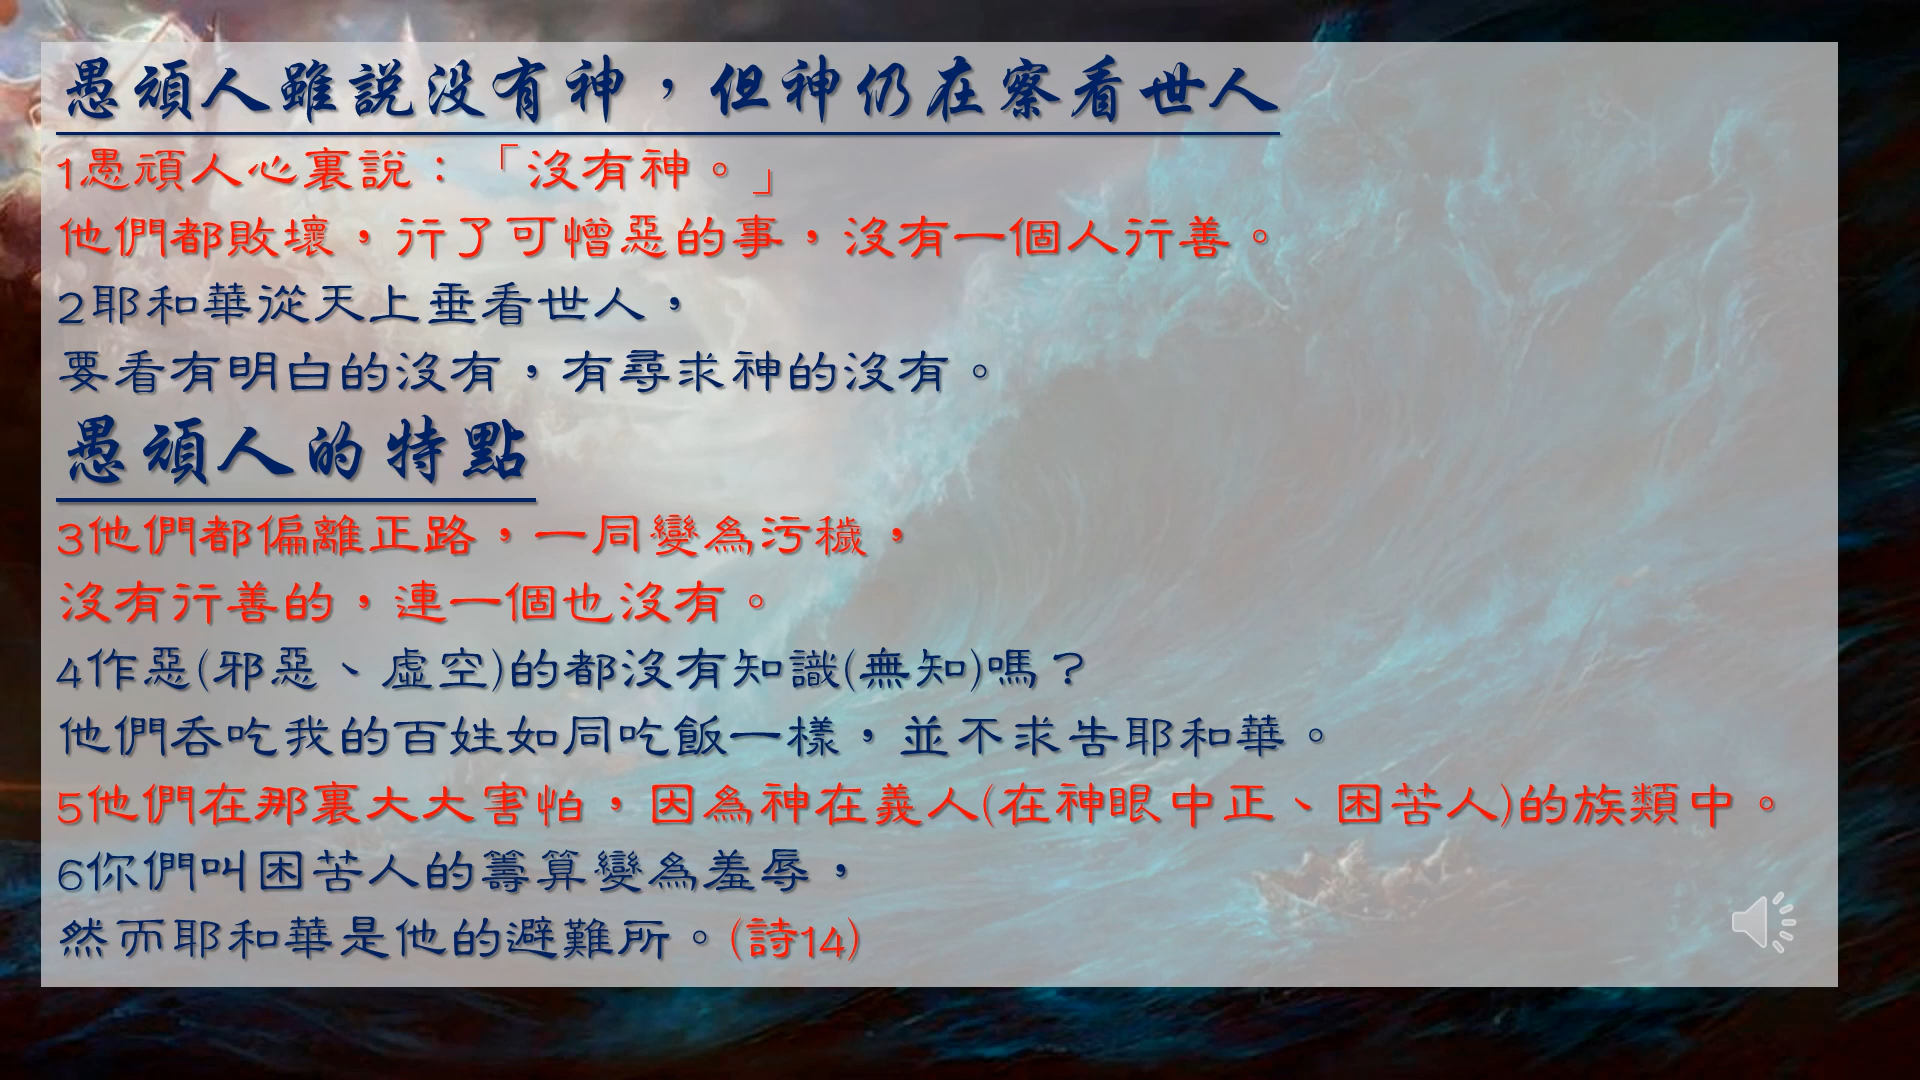 愚頑人雖説没有神，但神仍在察看世人
1愚頑人心裏說：「沒有神。」
他們都敗壞，行了可憎惡的事，沒有一個人行善。
2耶和華從天上垂看世人，
要看有明白的沒有，有尋求神的沒有。
愚頑人的特點
3他們都偏離正路，一同變為污穢，
沒有行善的，連一個也沒有。
4作惡(邪惡、虛空)的都沒有知識(無知)嗎？
他們吞吃我的百姓如同吃飯一樣，並不求告耶和華。
5他們在那裏大大害怕，因為神在義人(在神眼中正、困苦人)的族類中。
6你們叫困苦人的籌算變為羞辱，
然而耶和華是他的避難所。(詩14)